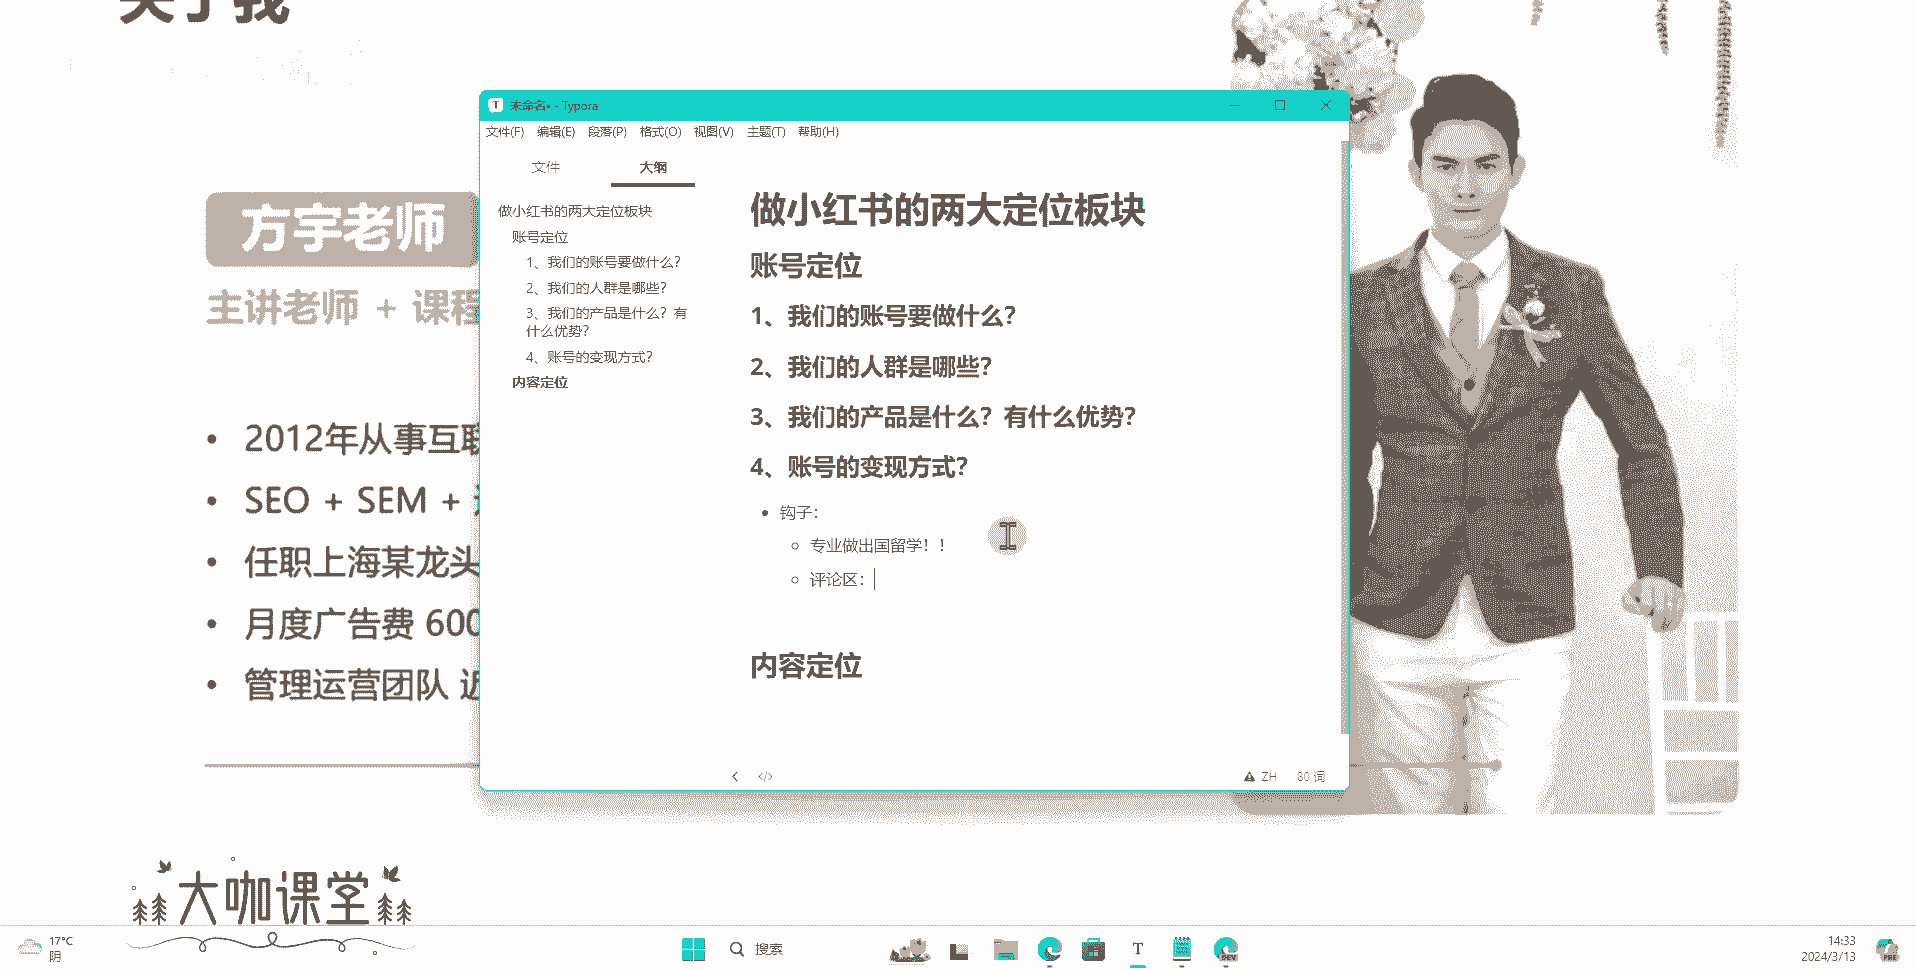 关于我
方宇老师
主讲老师 + 课程
• 2012年从事互联
• SEO + SEM +
• 任职上海某龙头
• 月度广告费 600
• 管理运营团队 近
未命名• - Typora
文件(F) 编辑(E) 段落(P) 格式(O) 视图(V) 主题(T) 帮助(H)
文件 大纲
做小红书的两大定位板块
账号定位
1、我们的账号要做什么？
2、我们的人群是哪些？
3、我们的产品是什么？有
什么优势？
4、账号的变现方式？
内容定位
做小红书的两大定位板块
账号定位
1、我们的账号要做什么？
2、我们的人群是哪些？
3、我们的产品是什么？有什么优势？
4、账号的变现方式？
• 钩子：
○ 专业做出国留学！！
○ 评论区：
内容定位
</> ZH 80 词
大咖课堂
17°C
阴
搜索
T
DEV
14:33
2024/3/13
PRE